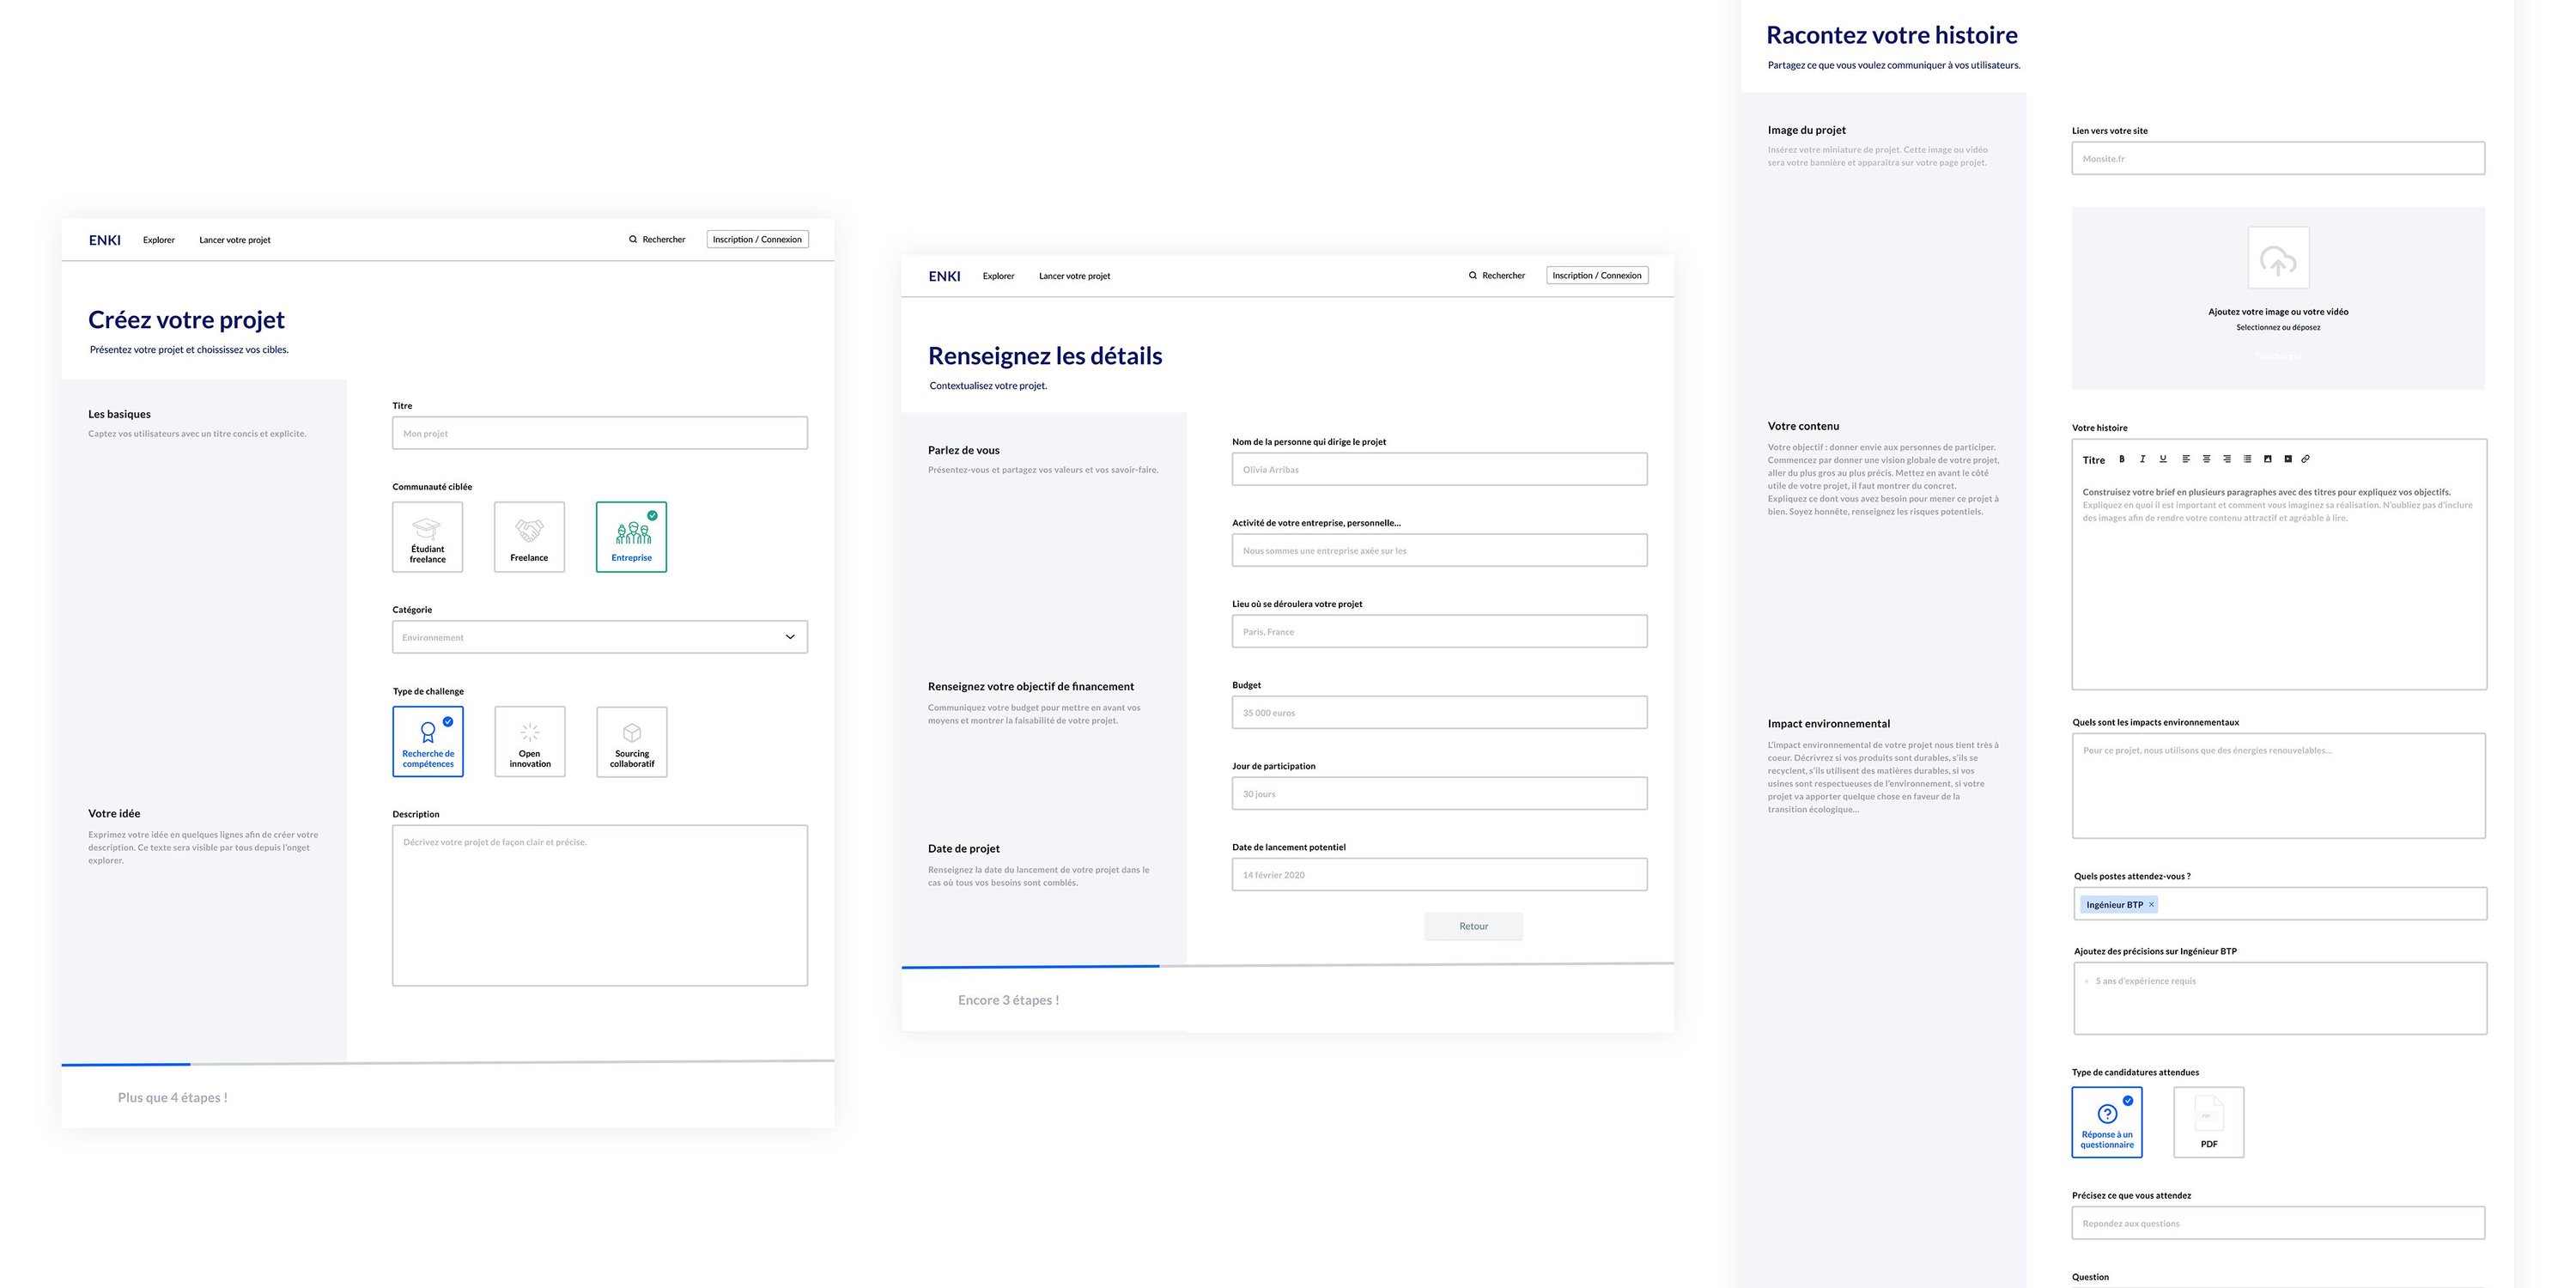 ENKI Explorer Lancer votre projet Rechercher Inscription / Connexion
Créez votre projet
Présentez votre projet et choississez vos cibles.
Les basiques
Captez vos utilisateurs avec un titre concis et explicite.
Titre
Mon projet
Communauté ciblée
Étudiant
freelance
Freelance
Entreprise
Catégorie
Environnement
Type de challenge
Recherche de
compétences
Open
innovation
Sourcing
collaboratif
Votre idée
Exprimez votre idée en quelques lignes afin de créer votre
description. Ce texte sera visible par tous depuis l'onget
explorer.
Description
Décrivez votre projet de façon clair et précise.
Plus que 4 étapes !
ENKI Explorer Lancer votre projet Rechercher Inscription / Connexion
Renseignez les détails
Contextualisez votre projet.
Parlez de vous
Présentez-vous et partagez vos valeurs et vos savoir-faire.
Nom de la personne qui dirige le projet
Olivia Arribas
Activité de votre entreprise, personnelle...
Nous sommes une entreprise axée sur les
Lieu où se déroulera votre projet
Paris, France
Renseignez votre objectif de financement
Communiquez votre budget pour mettre en avant vos
moyens et montrer la faisabilité de votre projet.
Budget
35 000 euros
Jour de participation
30 jours
Date de projet
Renseignez la date du lancement de votre projet dans le
cas où tous vos besoins sont comblés.
Date de lancement potentiel
14 février 2020
Retour
Encore 3 étapes !
Racontez votre histoire
Partagez ce que vous voulez communiquer à vos utilisateurs.
Image du projet
Insérez votre miniature de projet. Cette image ou vidéo
sera votre bannière et apparaitra sur votre page projet.
Lien vers votre site
Monsite.fr
Ajoutez votre image ou votre vidéo
Selectionnez ou déposez
Télécharger
Votre contenu
Votre objectif : donner envie aux personnes de participer.
Commencez par donner une vision globale de votre projet,
aller du plus gros au plus précis. Mettez en avant le côté
utile de votre projet, il faut montrer du concret.
Expliquez ce dont vous avez besoin pour mener ce projet à
bien. Soyez honnête, renseignez les risques potentiels.
Votre histoire
Titre B I U
Construisez votre brief en plusieurs paragraphes avec des titres pour expliquez vos objectifs.
Expliquez en quoi il est important et comment vous imaginez sa réalisation. N'oubliez pas d'inclure
des images afin de rendre votre contenu attractif et agréable à lire.
Impact environnemental
L'impact environnemental de votre projet nous tient très à
coeur. Décrivrez si vos produits sont durables, s'ils se
recyclent, s'ils utilisent des matières durables, si vos
usines sont respectueuses de l'environnement, si votre
projet va apporter quelque chose en faveur de la
transition écologique...
Quels sont les impacts environnementaux
Pour ce projet, nous utilisons que des énergies renouvelables...
Quels postes attendez-vous ?
Ingénieur BTP ×
Ajoutez des précisions sur Ingénieur BTP
• 5 ans d'expérience requis
Type de candidatures attendues
Réponse à un
questionnaire
PDF
Précisez ce que vous attendez
Repondez aux questions
Question